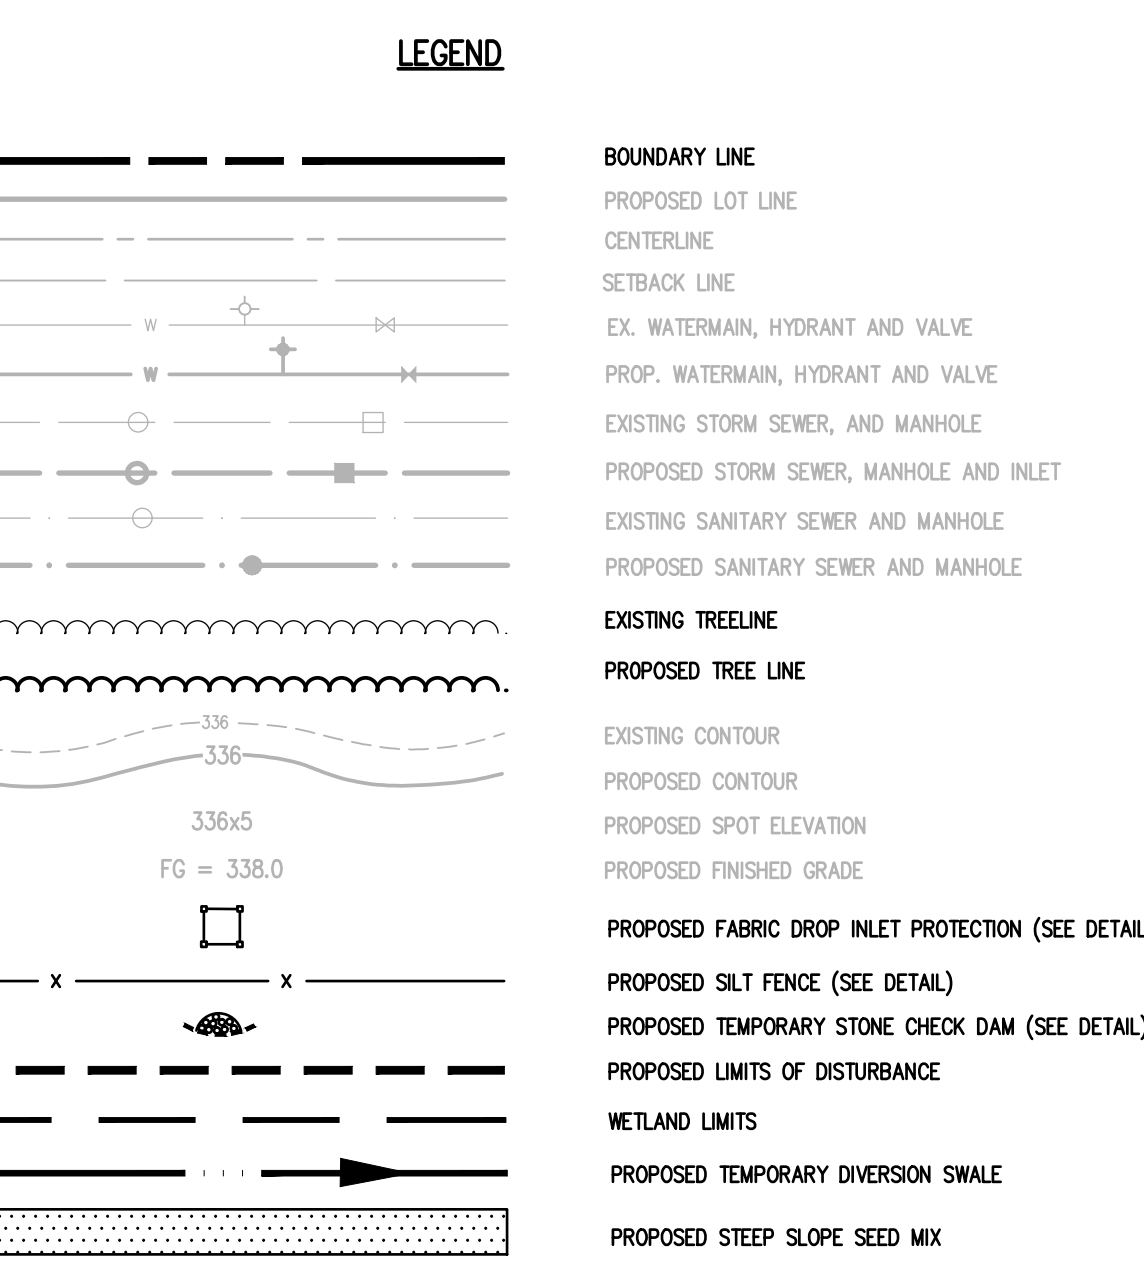 LEGEND
BOUNDARY LINE
PROPOSED LOT LINE
CENTERLINE
SETBACK LINE
W EX. WATERMAIN, HYDRANT AND VALVE
W PROP. WATERMAIN, HYDRANT AND VALVE
EXISTING STORM SEWER, AND MANHOLE
PROPOSED STORM SEWER, MANHOLE AND INLET
EXISTING SANITARY SEWER AND MANHOLE
PROPOSED SANITARY SEWER AND MANHOLE
EXISTING TREELINE
PROPOSED TREE LINE
336 EXISTING CONTOUR
336 PROPOSED CONTOUR
336x5 PROPOSED SPOT ELEVATION
FG = 338.0 PROPOSED FINISHED GRADE
PROPOSED FABRIC DROP INLET PROTECTION (SEE DETAIL
x x PROPOSED SILT FENCE (SEE DETAIL)
PROPOSED TEMPORARY STONE CHECK DAM (SEE DETAIL)
PROPOSED LIMITS OF DISTURBANCE
WETLAND LIMITS
PROPOSED TEMPORARY DIVERSION SWALE
PROPOSED STEEP SLOPE SEED MIX